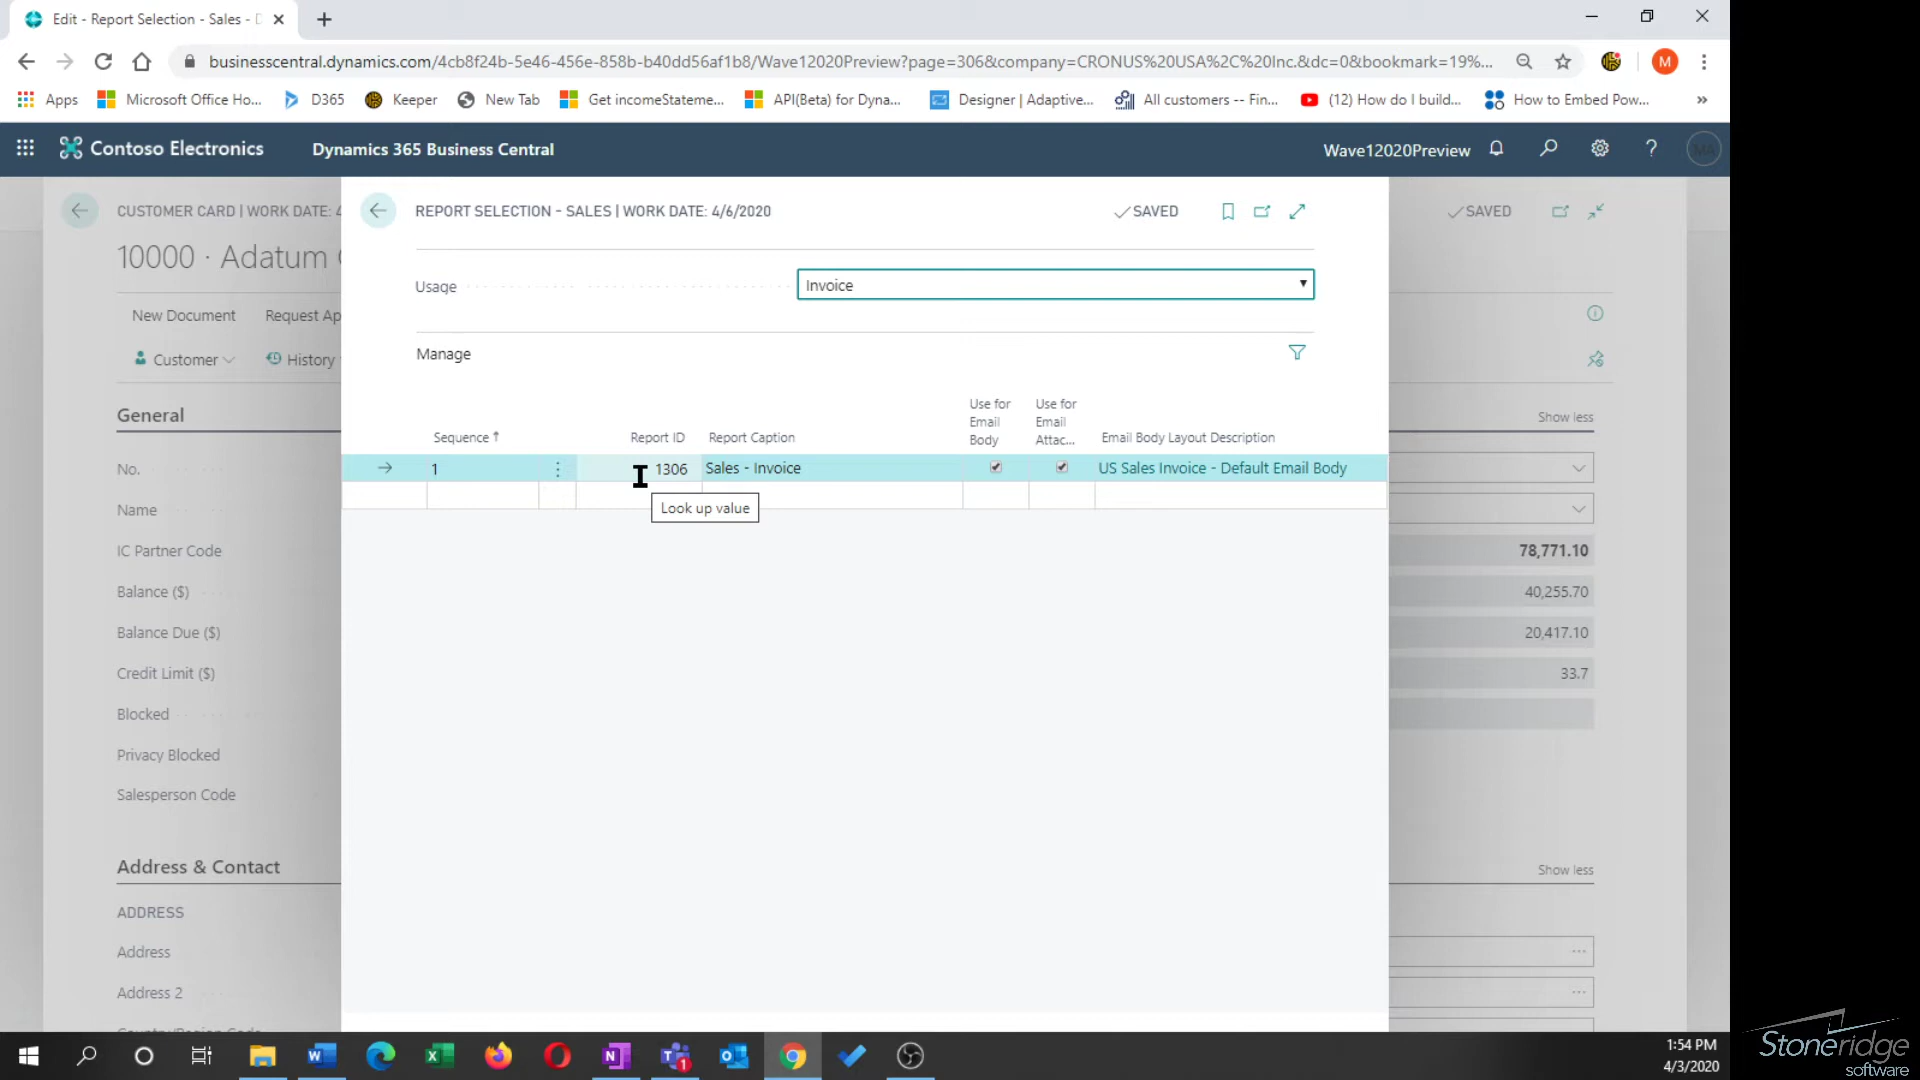 Edit - Report Selection - Sales - D
businesscentral.dynamics.com/4cb8f24b-5e46-456e-858b-b40dd56af1b8/Wave12020Preview?page=306&company=CRONUS%20USA%2C%20Inc.&dc=0&bookmark=19%...
M
Apps
Microsoft Office Ho...
D365
Keeper
New Tab
Get incomeStateme...
API(Beta) for Dyna...
Designer | Adaptive...
All customers -- Fin...
(12) How do I build...
How to Embed Pow...
»
Contoso Electronics
Dynamics 365 Business Central
Wave12020Preview
?
MA
CUSTOMER CARD | WORK DATE: 4
REPORT SELECTION - SALES | WORK DATE: 4/6/2020
SAVED
SAVED
10000 · Adatum
Usage
Invoice
New Document
Request Ap
Manage
Customer
History
General
Show less
Sequence
Report ID
Report Caption
Use for
Email
Body
Use for
Email
Attac...
Email Body Layout Description
No.
1
1306
Sales - Invoice
US Sales Invoice - Default Email Body
Look up value
Name
IC Partner Code
78,771.10
Balance ($)
40,255.70
Balance Due ($)
20,417.10
Credit Limit ($)
33.7
Blocked
Privacy Blocked
Salesperson Code
Address & Contact
Show less
ADDRESS
Address
Address 2
1:54 PM
4/3/2020
Stoneridge
software